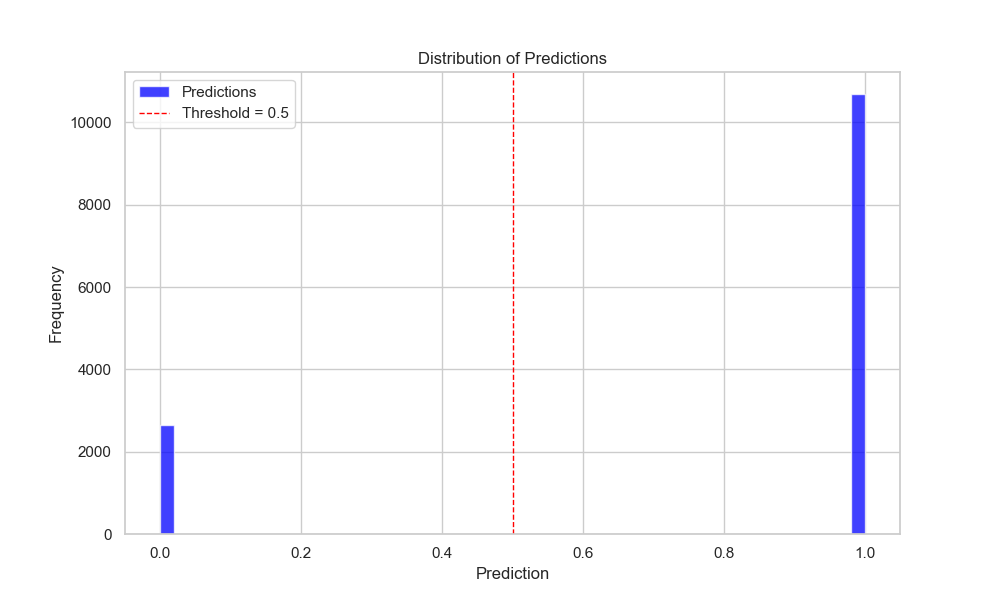 Distribution of Predictions
Predictions
Threshold = 0.5
10000
8000
6000
4000
2000
0
Frequency
0.0 0.2 0.4 0.6 0.8 1.0
Prediction